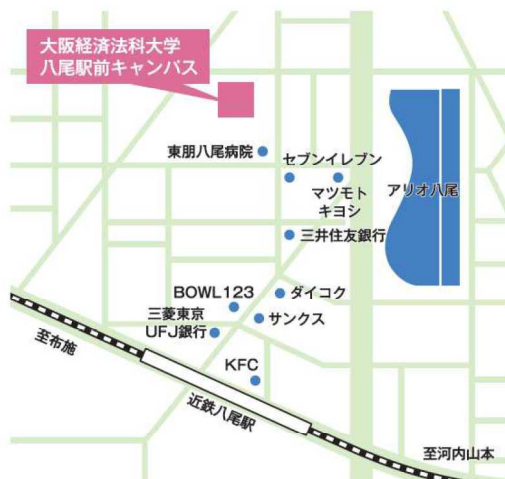 大阪経済法科大学
八尾駅前キャンパス
東朋八尾病院
セブンイレブン
マツモト
キヨシ
アリオ八尾
三井住友銀行
ダイコク
BOWL123
サンクス
三菱東京
UFJ銀行
KFC
至布施
近鉄八尾駅
至河内山本